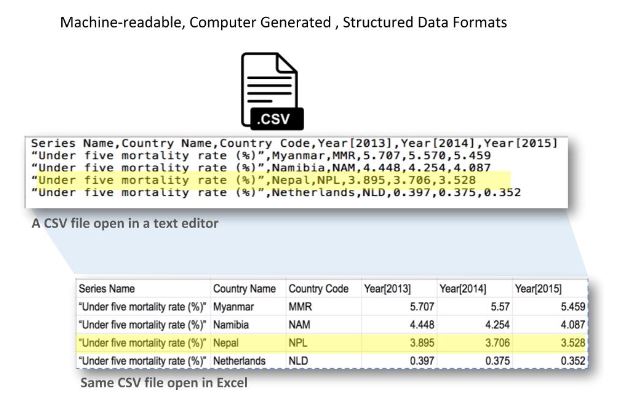 Machine-readable, Computer Generated , Structured Data Formats
.CSV
Series Name,Country Name,Country Code,Year[2013],Year[2014],Year[2015]
“Under five mortality rate (%)”,Myanmar,MMR,5.707,5.570,5.459
“Under five mortality rate (%)”,Namibia,NAM,4.448,4.254,4.087
“Under five mortality rate (%)”,Nepal,NPL,3.895,3.706,3.528
“Under five mortality rate (%)”,Netherlands,NLD,0.397,0.375,0.352
A CSV file open in a text editor
Series Name Country Name Country Code Year[2013] Year[2014] Year[2015]
“Under five mortality rate (%)” Myanmar MMR 5.707 5.57 5.459
“Under five mortality rate (%)” Namibia NAM 4.448 4.254 4.087
“Under five mortality rate (%)” Nepal NPL 3.895 3.706 3.528
“Under five mortality rate (%)” Netherlands NLD 0.397 0.375 0.352
Same CSV file open in Excel